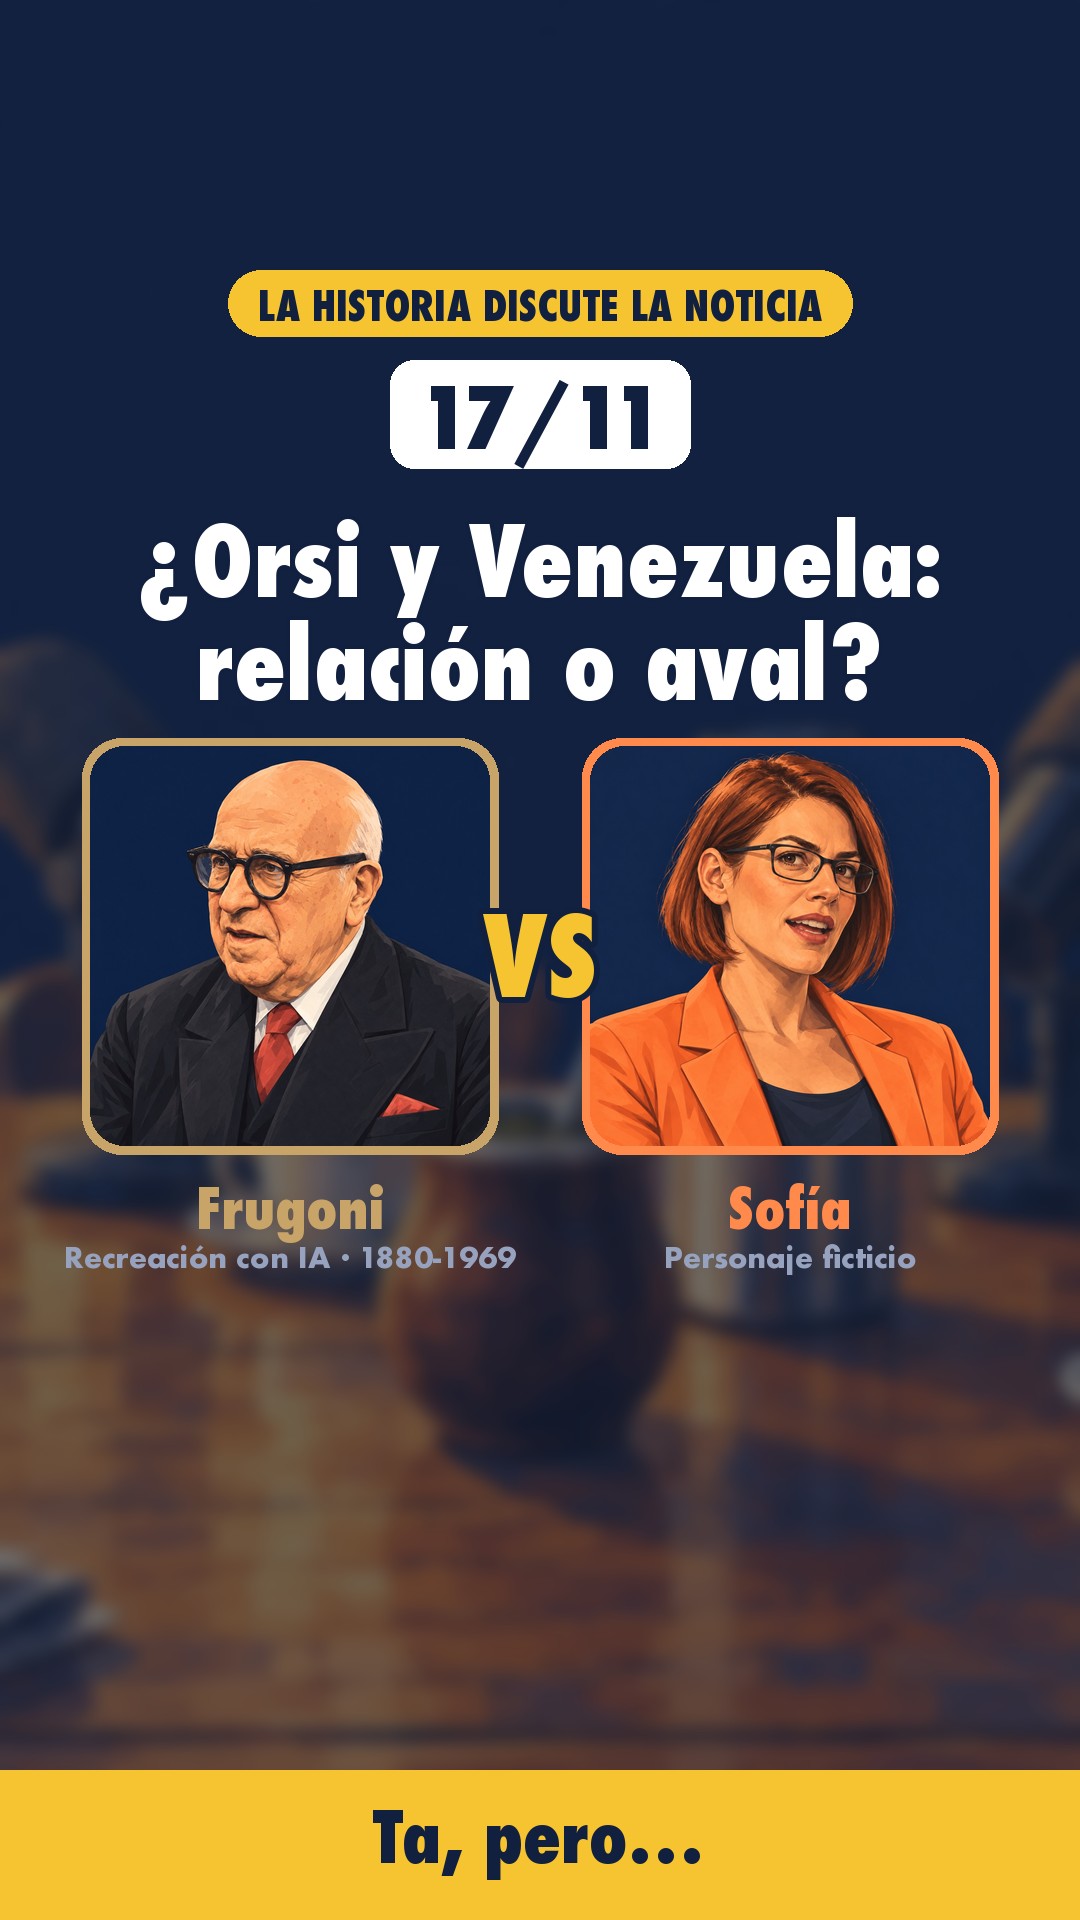 LA HISTORIA DISCUTE LA NOTICIA
17/11
¿Orsi y Venezuela:
relación o aval?
VS
Frugoni
Recreación con IA · 1880-1969
Sofía
Personaje ficticio
Ta, pero...